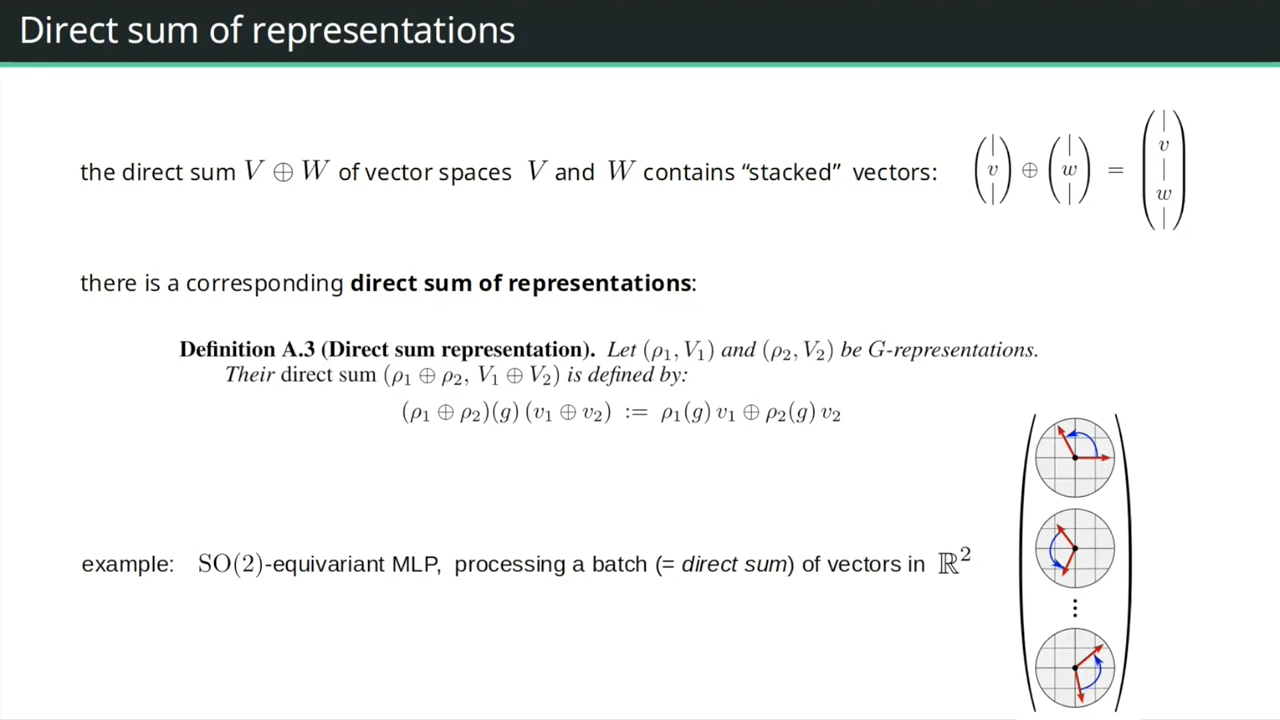 Direct sum of representations
the direct sum V ⊕ W of vector spaces V and W contains “stacked” vectors: (| v |) ⊕ (| w |) = (| v | w |)
there is a corresponding direct sum of representations:
Definition A.3 (Direct sum representation). Let (ρ₁, V₁) and (ρ₂, V₂) be G-representations.
Their direct sum (ρ₁ ⊕ ρ₂, V₁ ⊕ V₂) is defined by:
(ρ₁ ⊕ ρ₂)(g) (v₁ ⊕ v₂) := ρ₁(g) v₁ ⊕ ρ₂(g) v₂
example: SO(2)-equivariant MLP, processing a batch (= direct sum) of vectors in ℝ²
⋮